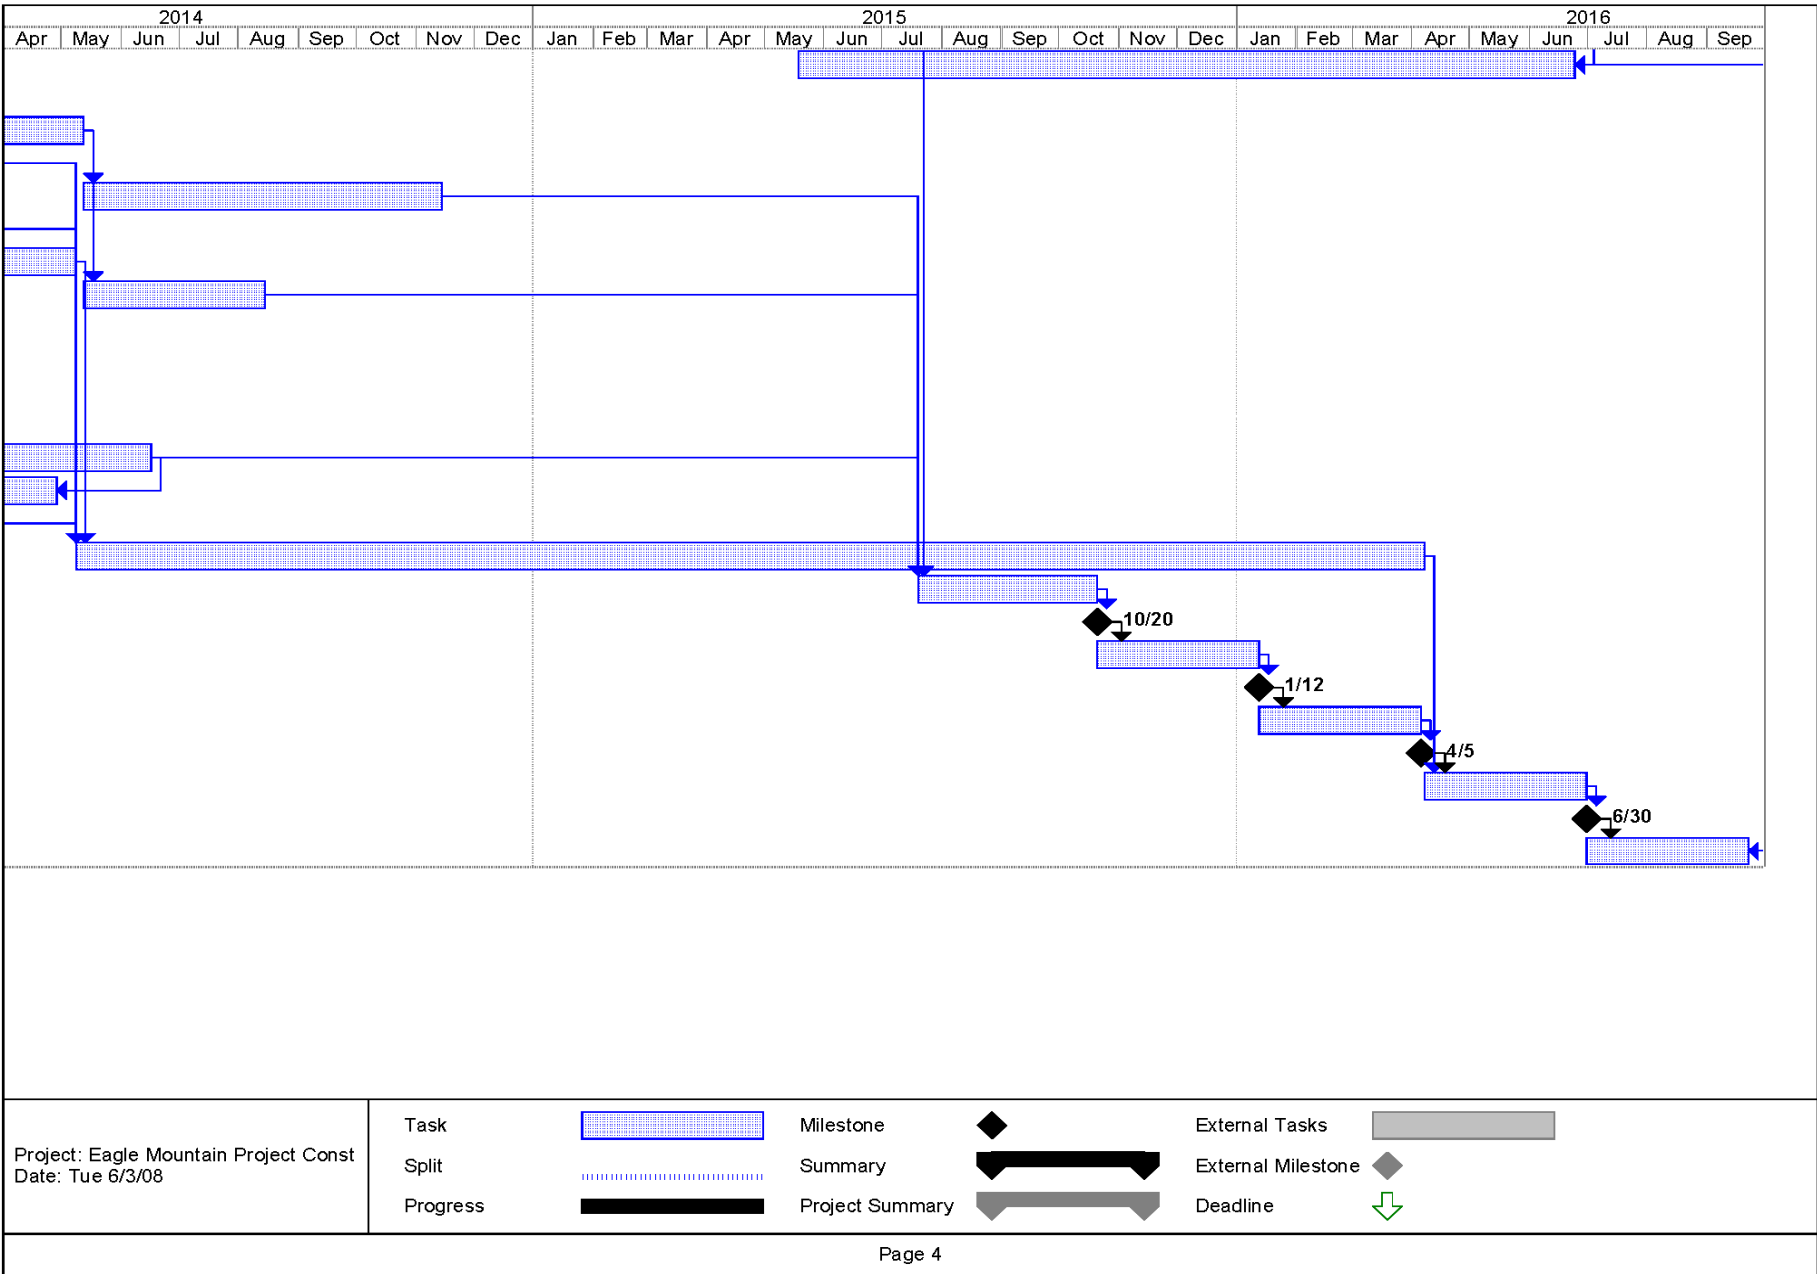 2014 2015 2016
Apr May Jun Jul Aug Sep Oct Nov Dec Jan Feb Mar Apr May Jun Jul Aug Sep Oct Nov Dec Jan Feb Mar Apr May Jun Jul Aug Sep
10/20
1/12
4/5
6/30
Task Milestone External Tasks
Project: Eagle Mountain Project Const
Date: Tue 6/3/08
Split Summary External Milestone
Progress Project Summary Deadline
Page 4